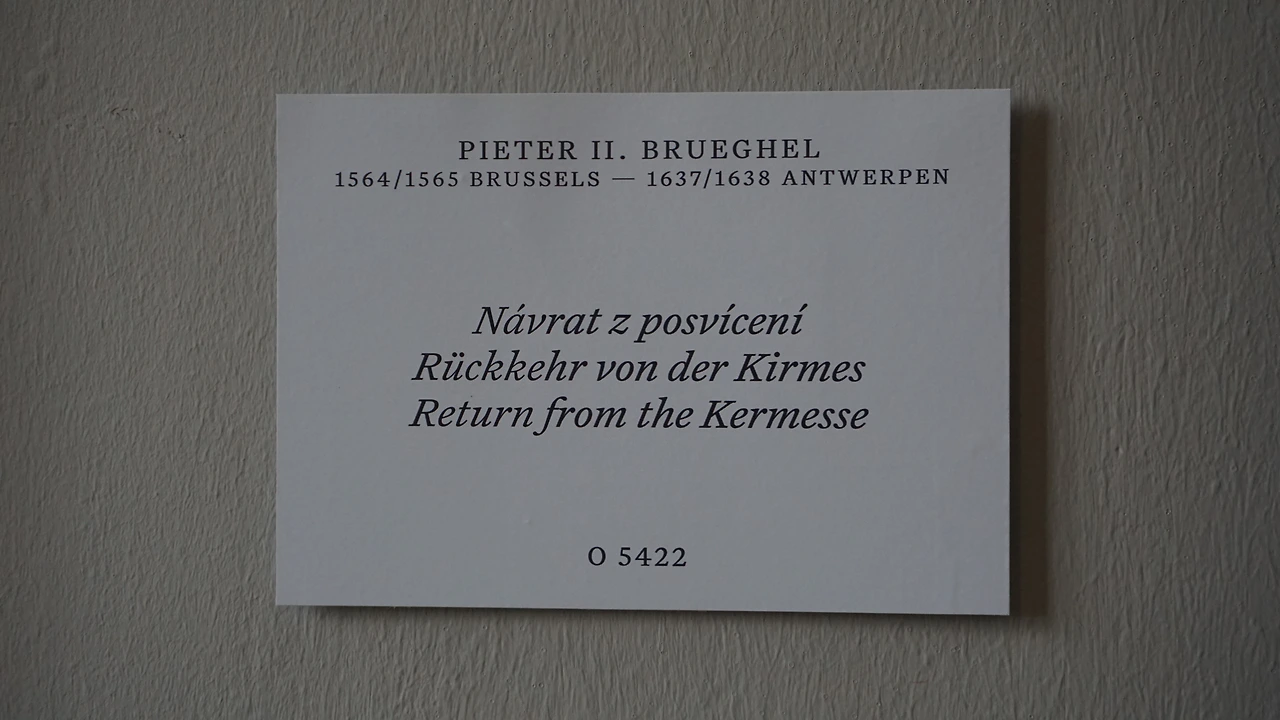 PIETER II. BRUEGHEL
1564/1565 BRUSSELS — 1637/1638 ANTWERPEN
Návrat z posvícení
Rückkehr von der Kirmes
Return from the Kermesse
O 5422